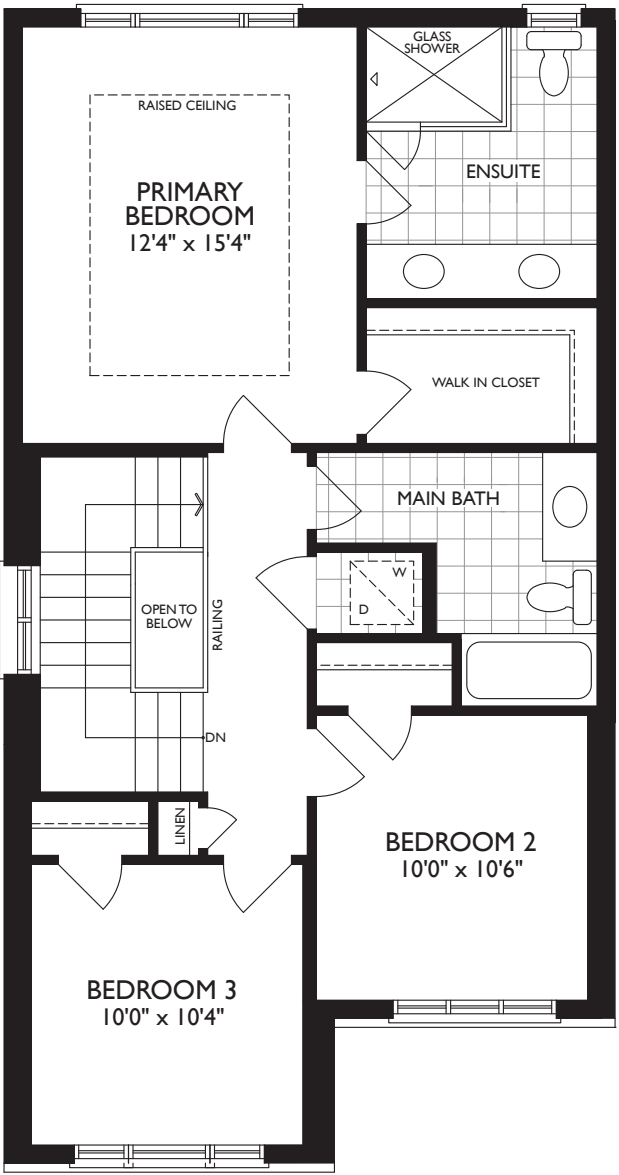 GLASS
SHOWER
RAISED CEILING
ENSUITE
PRIMARY
BEDROOM
12'4" x 15'4"
WALK IN CLOSET
MAIN BATH
W
D
OPEN TO
BELOW
RAILING
DN
LINEN
BEDROOM 2
10'0" x 10'6"
BEDROOM 3
10'0" x 10'4"